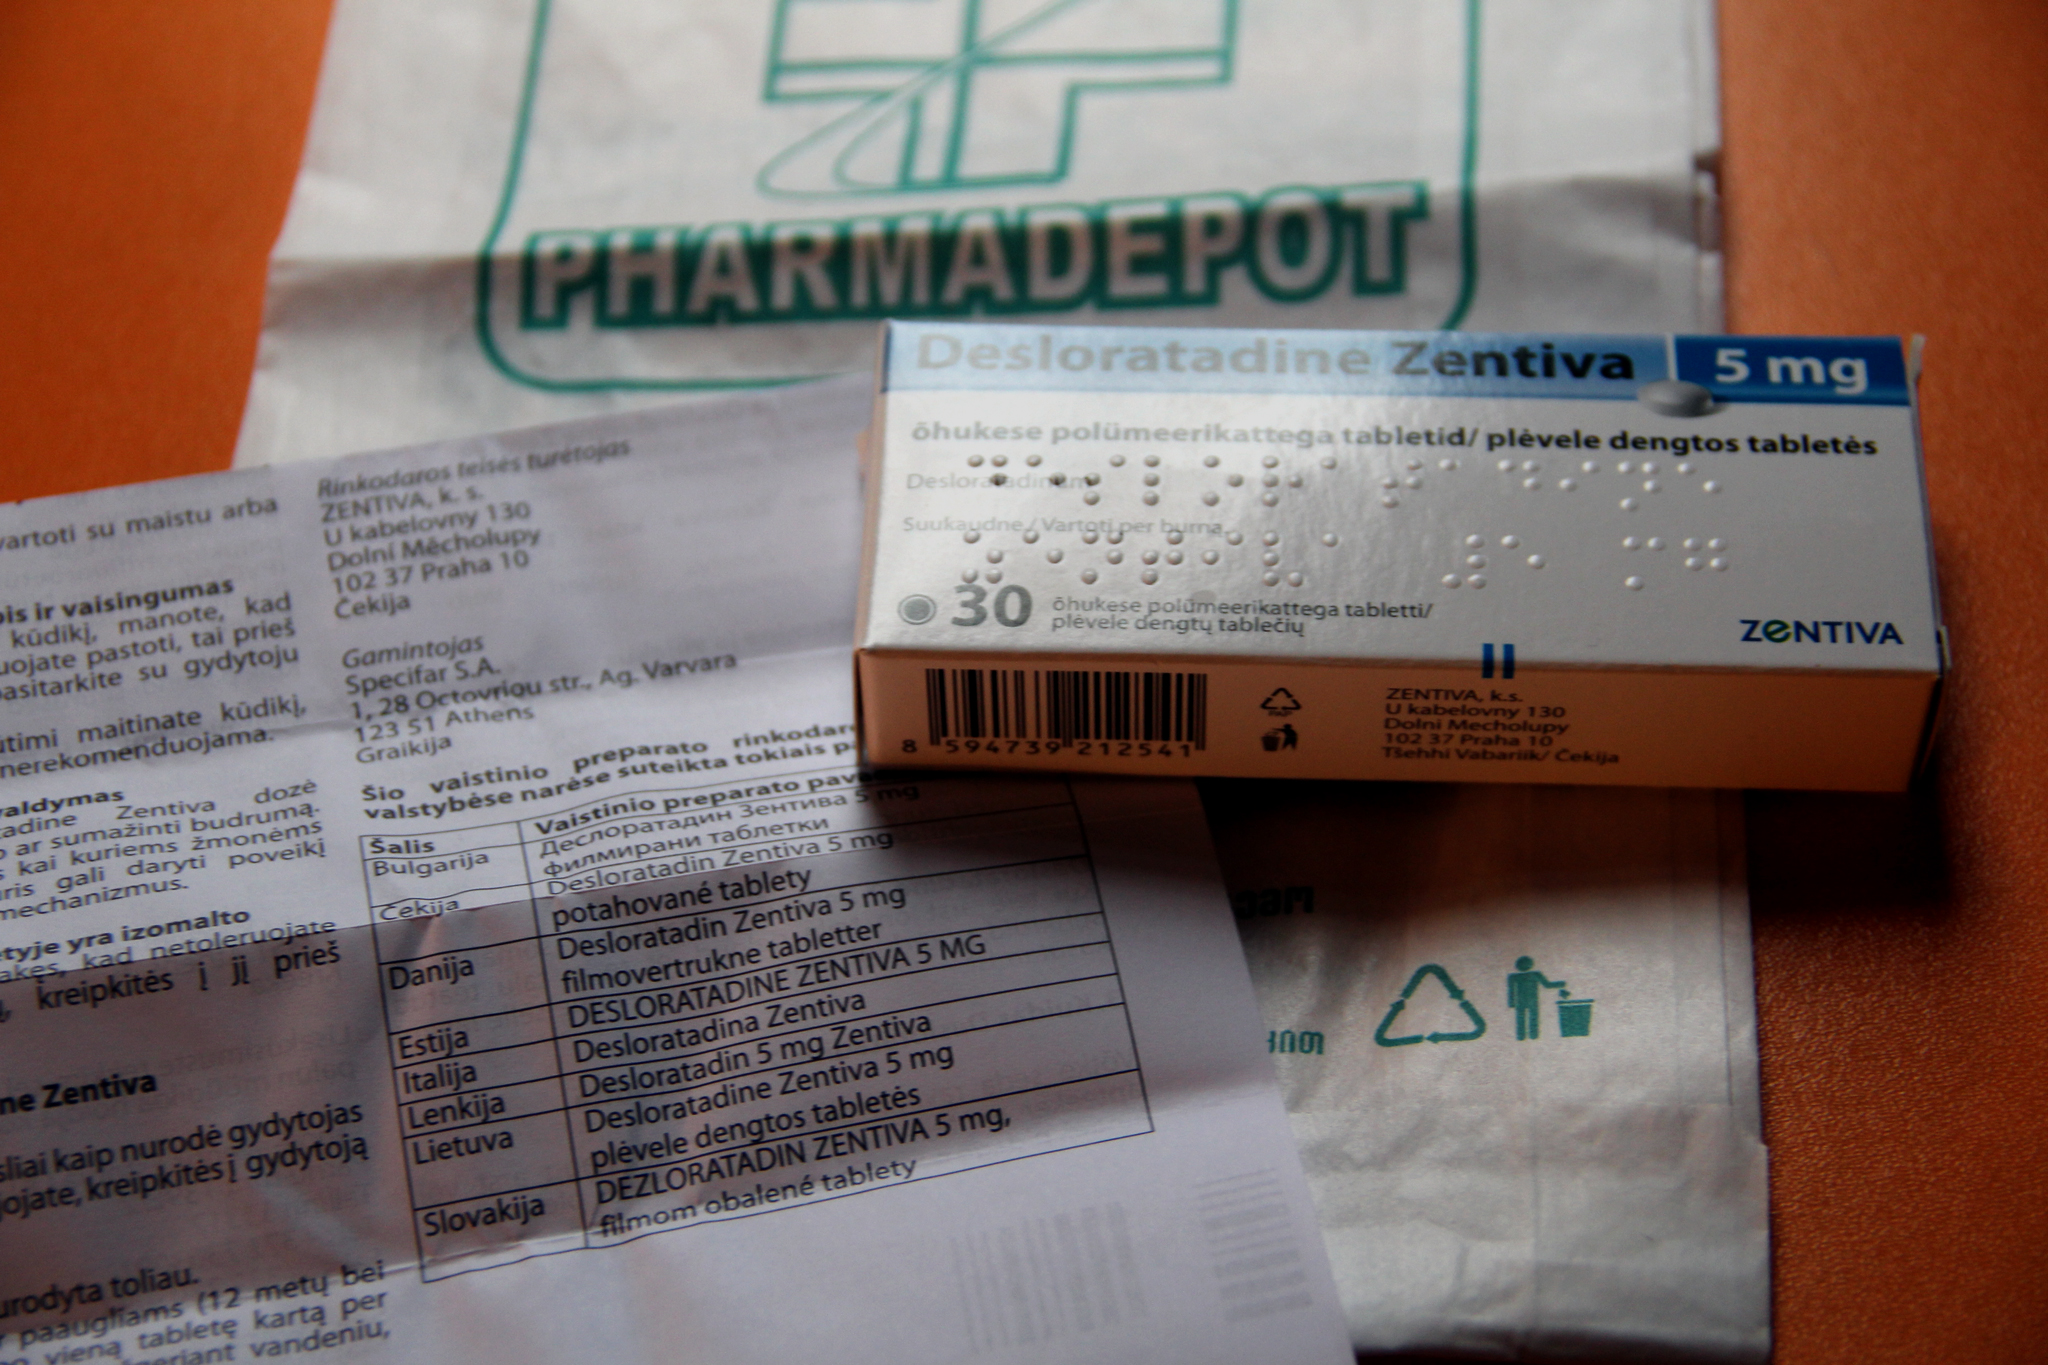 PHARMADEPOT
Desloratadine Zentiva 5 mg
õhukese polümeerikattega tabletid/ plėvele dengtos tabletės
Desloratadinum
Suukaudne/ Vartoti per burną
30 õhukese polümeerikattega tabletti/
plėvele dengtų tablečių
ZENTIVA
8 594739 212541
PAP
ZENTIVA, k.s.
U kabelovny 130
Dolni Mecholupy
102 37 Praha 10
Tšehhi Vabariik/ Čekija
vartoti su maistu arba
ir vaisingumas
kūdikį, manote, kad
pastoti, tai prieš
su gydytoju
maitinate kūdikį,
nerekomenduojama.
Zentiva dozė
ar sumažinti budrumą.
kai kuriems žmonėms
gali daryti poveikį
mechanizmus.
yra izomalto
kad netoleruojate
kreipkitės į jį prieš
Zentiva
kaip nurodė gydytojas
kreipkitės į gydytoją
toliau.
paaugliams (12 metų bei
vieną tabletę kartą per
vandeniu,
Rinkodaros teisės turėtojas
ZENTIVA, k. s.
U kabelovny 130
Dolní Měcholupy
102 37 Praha 10
Čekija
Gamintojas
Specifar S.A.
1, 28 Octovriou str., Ag. Varvara
123 51 Athens
Graikija
Šio vaistinio preparato
valstybėse narėse suteikta tokiais
Šalis Vaistinio preparato
Bulgarija Деслоратадин Зентива 5 mg
филмирани таблетки
Čekija Desloratadin Zentiva 5 mg
potahované tablety
Danija Desloratadin Zentiva 5 mg
filmovertrukne tabletter
Estija DESLORATADINE ZENTIVA 5 MG
Italija Desloratadina Zentiva
Lenkija Desloratadin 5 mg Zentiva
Lietuva Desloratadine Zentiva 5 mg
plėvele dengtos tabletės
Slovakija DEZLORATADIN ZENTIVA 5 mg,
filmom obalené tablety